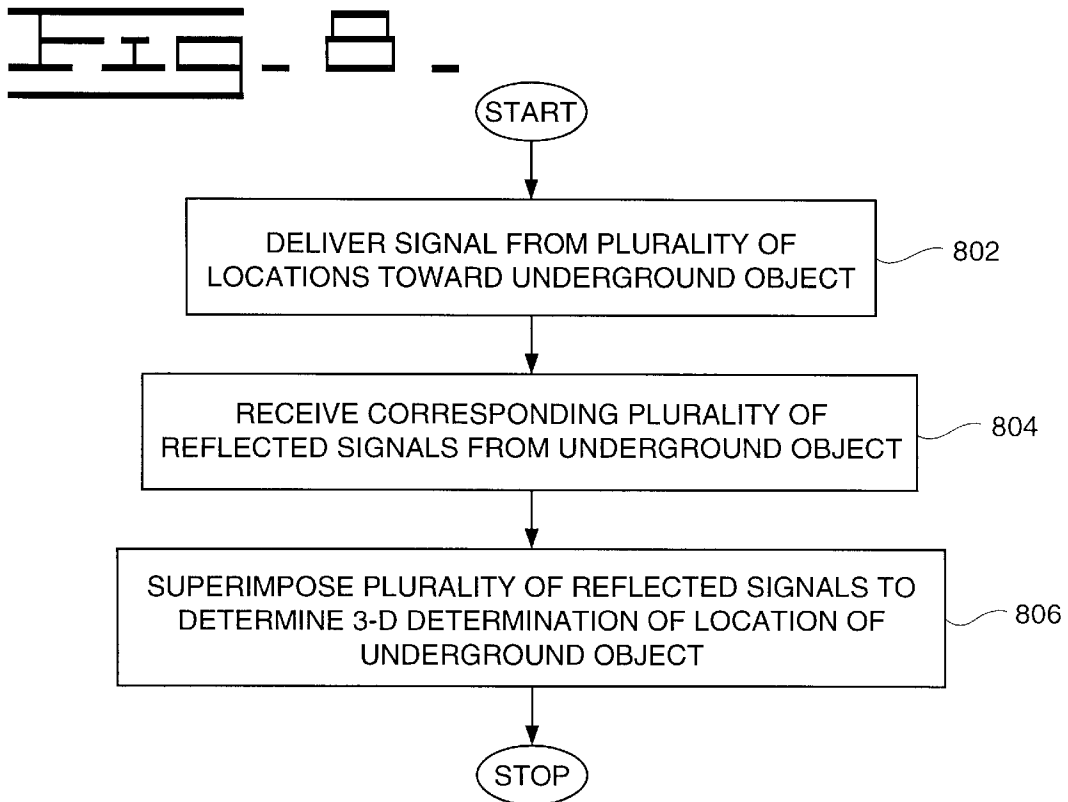 Fig. 8.
START
DELIVER SIGNAL FROM PLURALITY OF
LOCATIONS TOWARD UNDERGROUND OBJECT
802
RECEIVE CORRESPONDING PLURALITY OF
REFLECTED SIGNALS FROM UNDERGROUND OBJECT
804
SUPERIMPOSE PLURALITY OF REFLECTED SIGNALS TO
DETERMINE 3-D DETERMINATION OF LOCATION OF
UNDERGROUND OBJECT
806
STOP